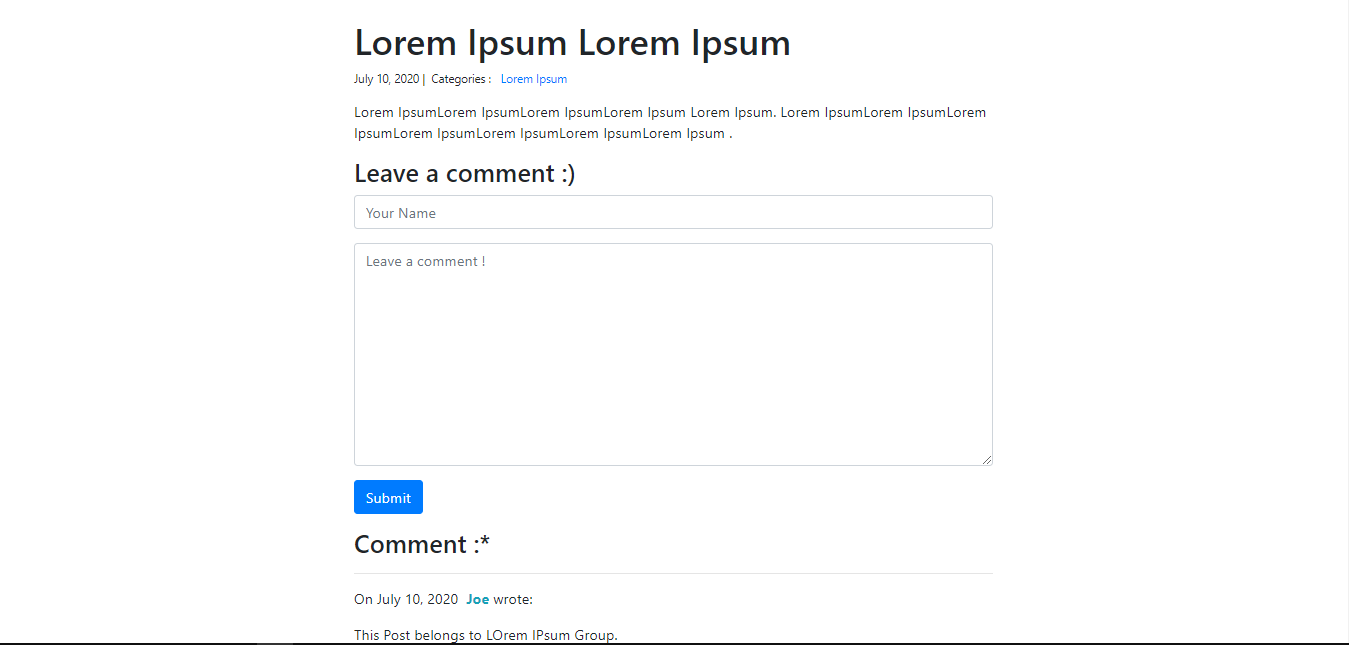 Lorem Ipsum Lorem Ipsum
July 10, 2020 | Categories : Lorem Ipsum
Lorem IpsumLorem IpsumLorem IpsumLorem Ipsum Lorem Ipsum. Lorem IpsumLorem IpsumLorem
IpsumLorem IpsumLorem IpsumLorem IpsumLorem Ipsum .
Leave a comment :)
Your Name
Leave a comment !
Submit
Comment :*
On July 10, 2020 Joe wrote:
This Post belongs to LOrem IPsum Group.